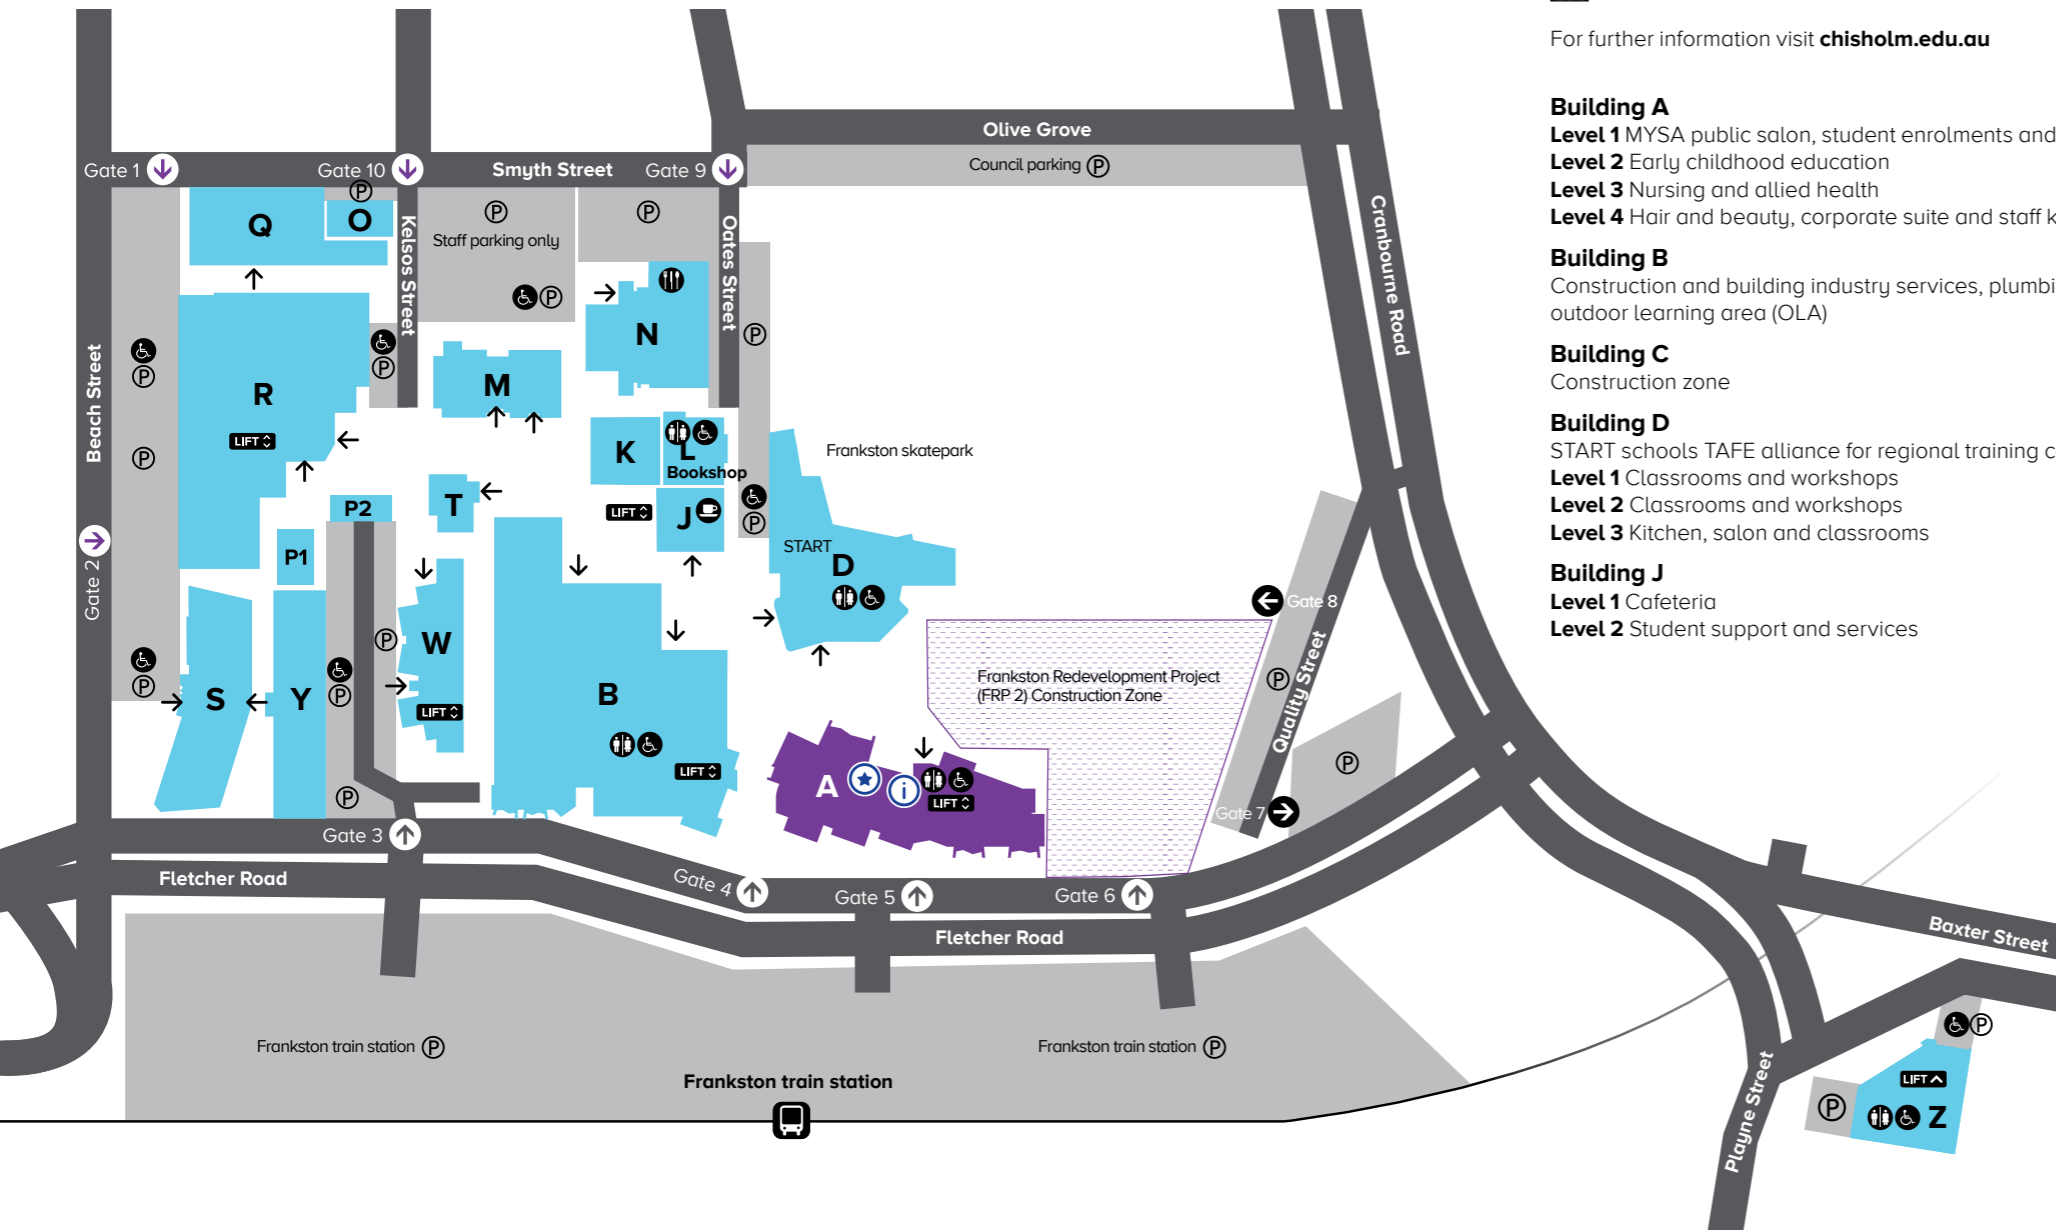 For further information visit chisholm.edu.au
Building A
Level 1 MYSA public salon, student enrolments and
Level 2 Early childhood education
Level 3 Nursing and allied health
Level 4 Hair and beauty, corporate suite and staff k
Building B
Construction and building industry services, plumbi
outdoor learning area (OLA)
Building C
Construction zone
Building D
START schools TAFE alliance for regional training c
Level 1 Classrooms and workshops
Level 2 Classrooms and workshops
Level 3 Kitchen, salon and classrooms
Building J
Level 1 Cafeteria
Level 2 Student support and services
Olive Grove
Council parking P
Gate 1
Gate 10
Smyth Street
Gate 9
P
Q
O
Kelsos Street
P
Staff parking only
P
P
Oates Street
Cranbourne Road
Beach Street
P
P
R
LIFT
P
M
N
P
K
L
Bookshop
Frankston skatepark
LIFT
J
P
START
D
T
P2
P1
Gate 2
P
S
Y
P
P
P
W
LIFT
B
LIFT
Frankston Redevelopment Project
(FRP 2) Construction Zone
Gate 8
P
Quality Street
P
Gate 7
A
i
LIFT
Gate 3
Fletcher Road
Gate 4
Gate 5
Gate 6
Fletcher Road
Baxter Street
Frankston train station P
Frankston train station P
Frankston train station
Playne Street
P
LIFT
P
Z